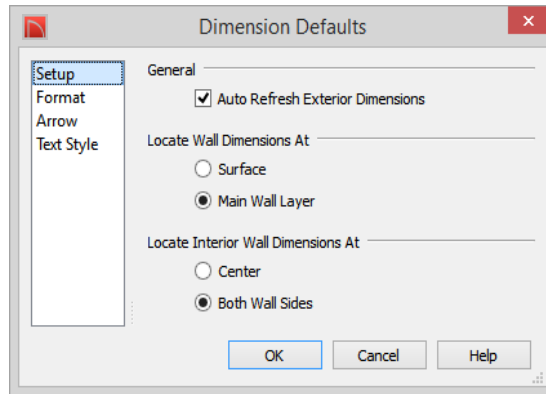 Dimension Defaults
Setup
Format
Arrow
Text Style
General
Auto Refresh Exterior Dimensions
Locate Wall Dimensions At
Surface
Main Wall Layer
Locate Interior Wall Dimensions At
Center
Both Wall Sides
OK
Cancel
Help